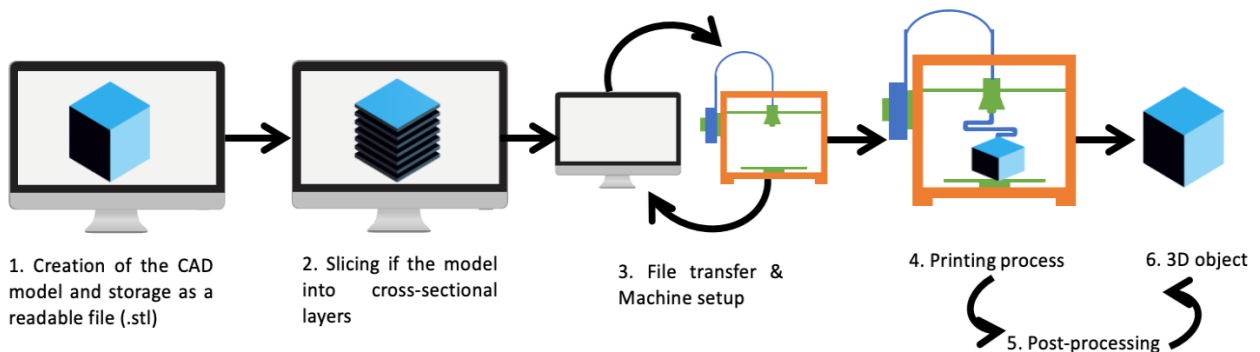 1. Creation of the CAD
model and storage as a
readable file (.stl)
2. Slicing if the model
into cross-sectional
layers
3. File transfer &
Machine setup
4. Printing process
5. Post-processing
6. 3D object